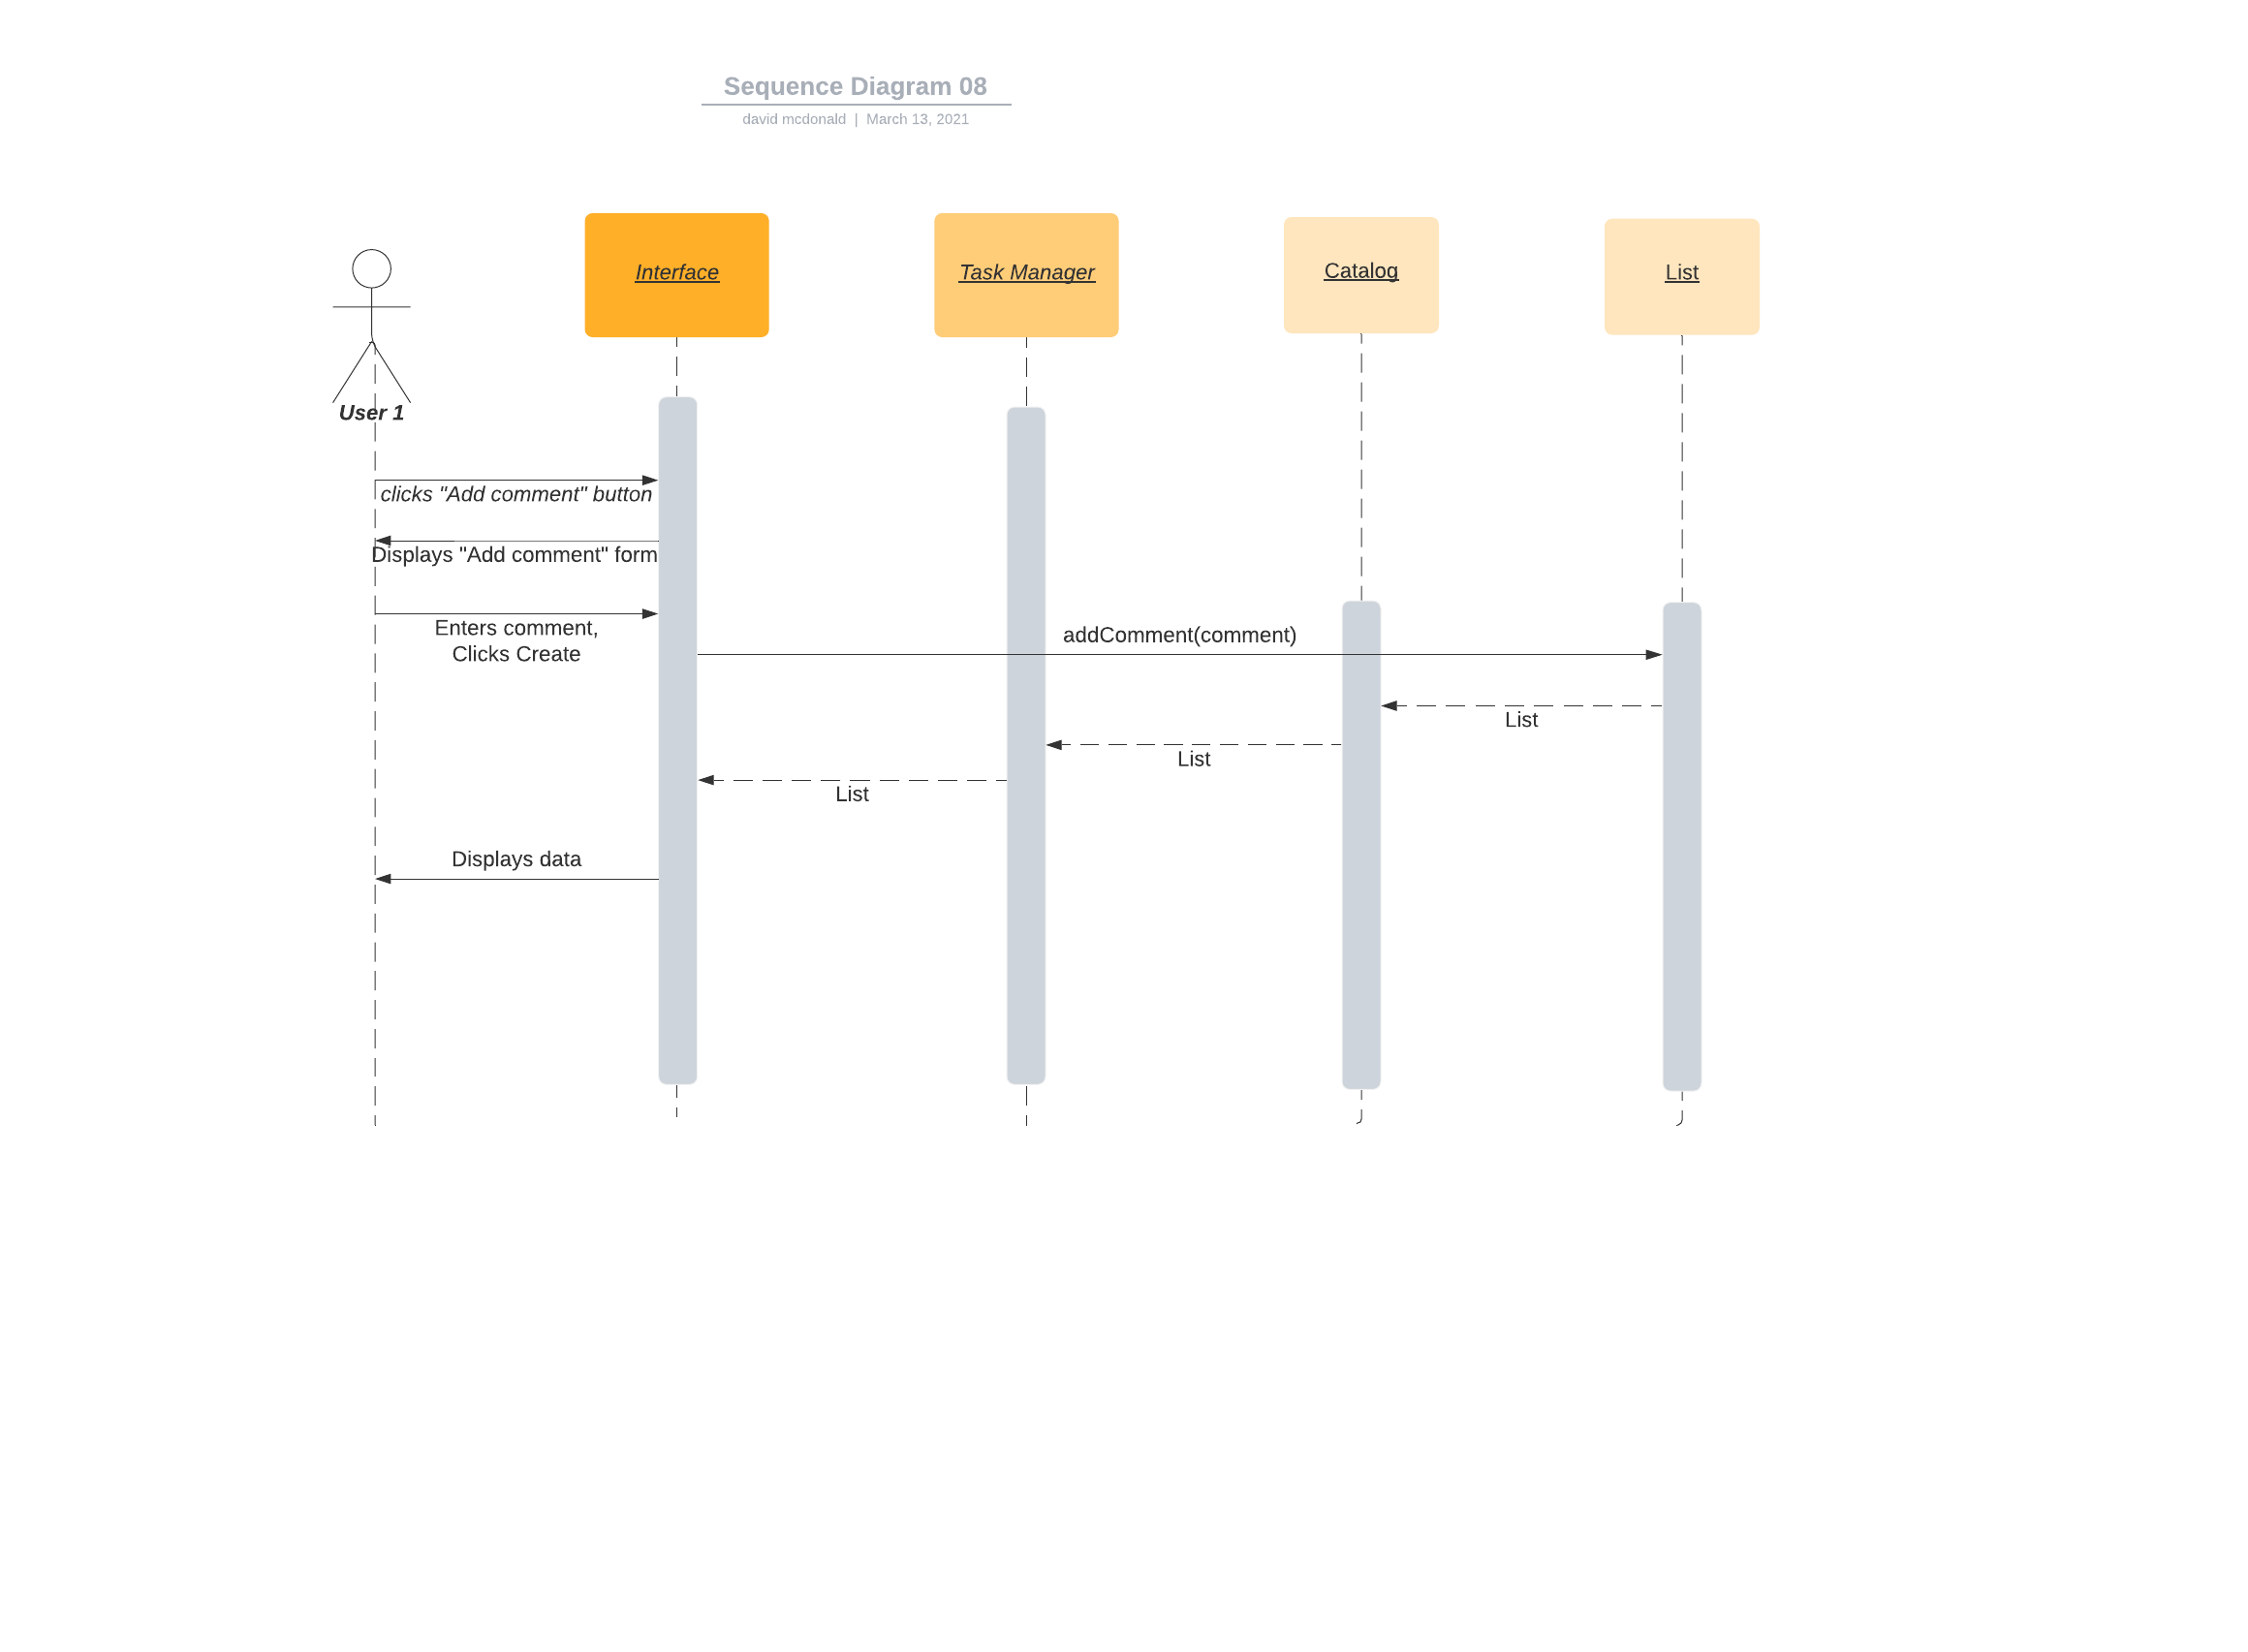 Sequence Diagram 08
david mcdonald | March 13, 2021
Interface
Task Manager
Catalog
List
User 1
clicks "Add comment" button
Displays "Add comment" form
Enters comment,
Clicks Create
addComment(comment)
List
List
List
Displays data